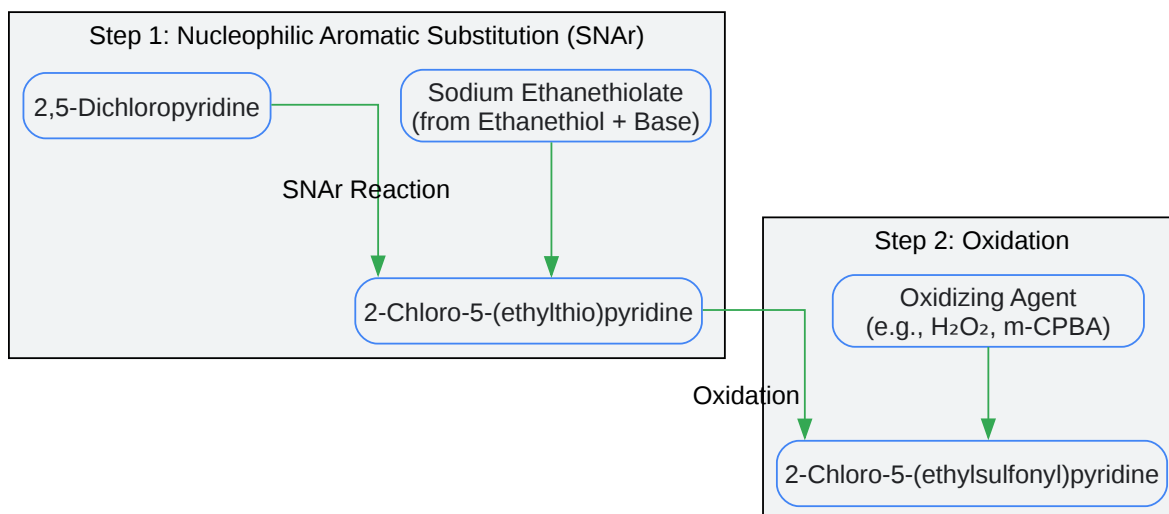 Step 1: Nucleophilic Aromatic Substitution (SNAr)
2,5-Dichloropyridine
Sodium Ethanethiolate
(from Ethanethiol + Base)
SNAr Reaction
2-Chloro-5-(ethylthio)pyridine
Step 2: Oxidation
Oxidizing Agent
(e.g., H₂O₂, m-CPBA)
Oxidation
2-Chloro-5-(ethylsulfonyl)pyridine